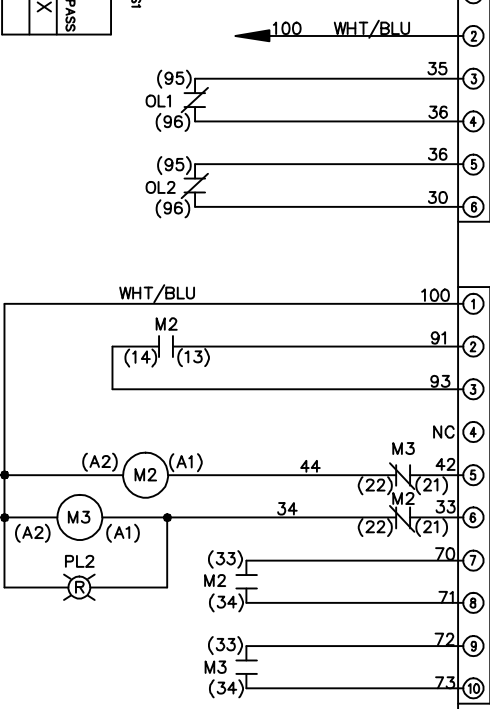 PASS
X
S1
100 WHT/BLU 2
(95) 35 3
OL1
(96) 36 4
(95) 36 5
OL2
(96) 30 6
WHT/BLU 100 1
M2
(14) (13) 91 2
93 3
NC 4
M3
(A2) M2 (A1) 44 (22) (21) 42 5
M2
(A2) M3 (A1) 34 (22) (21) 33 6
PL2
R
(33) 70 7
M2
(34) 71 8
(33) 72 9
M3
(34) 73 10